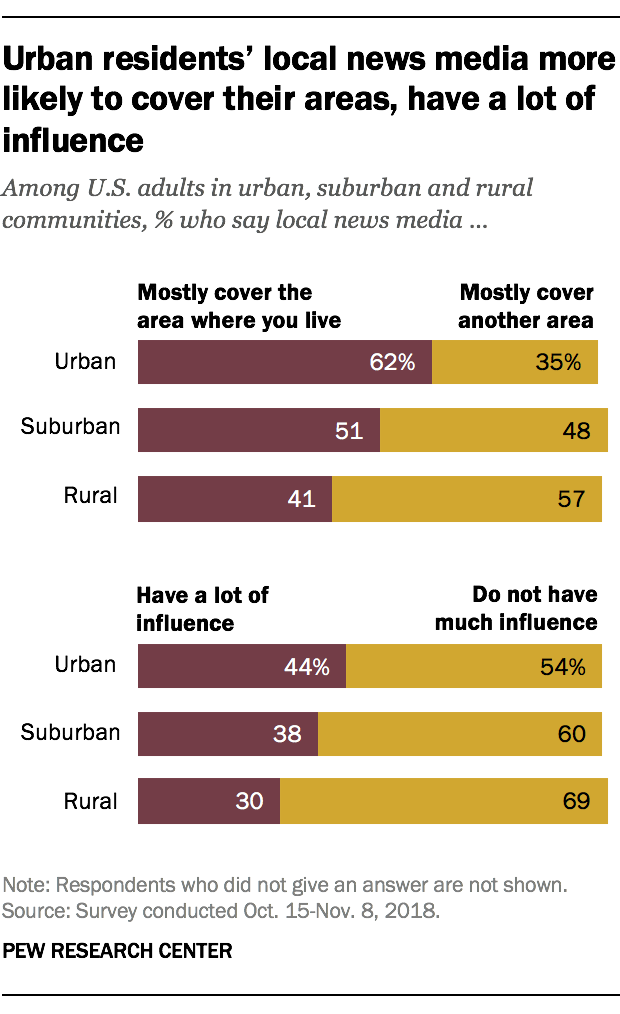 Urban residents’ local news media more
likely to cover their areas, have a lot of
influence
Among U.S. adults in urban, suburban and rural
communities, % who say local news media ...
Mostly cover the
area where you live
Mostly cover
another area
Urban 62% 35%
Suburban 51 48
Rural 41 57
Have a lot of
influence
Do not have
much influence
Urban 44% 54%
Suburban 38 60
Rural 30 69
Note: Respondents who did not give an answer are not shown.
Source: Survey conducted Oct. 15-Nov. 8, 2018.
PEW RESEARCH CENTER